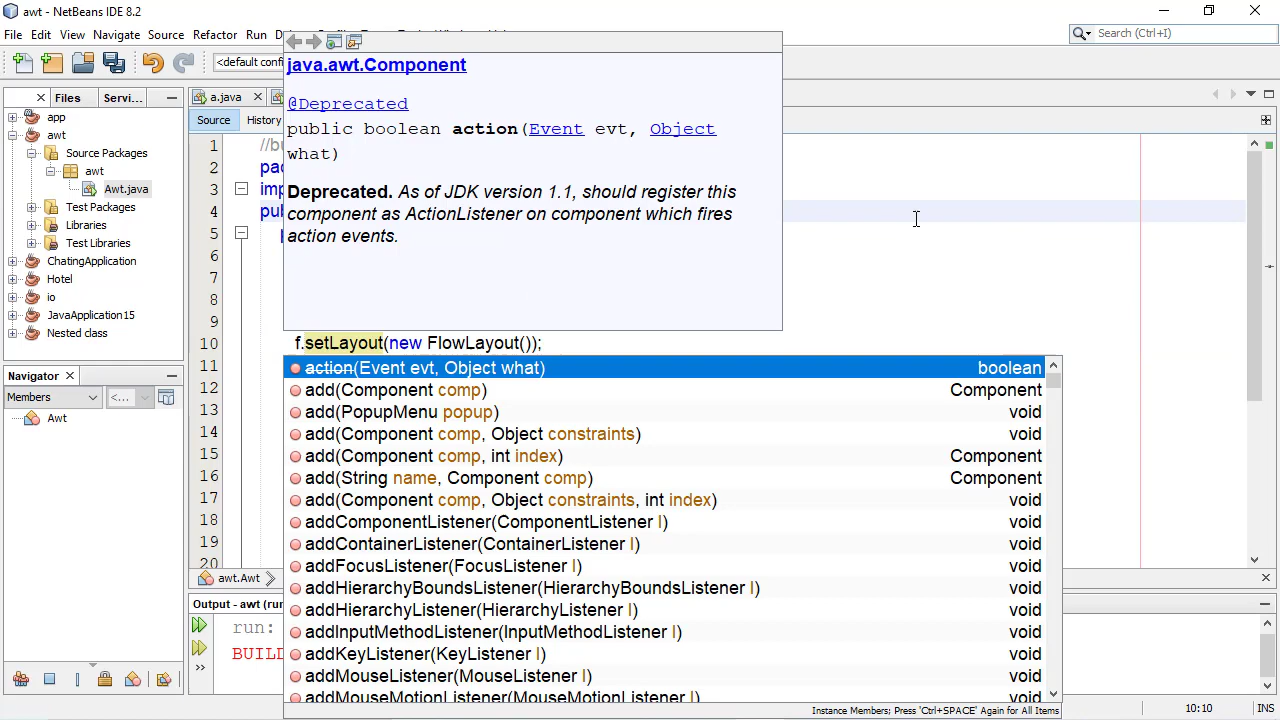 awt - NetBeans IDE 8.2
File Edit View Navigate Source Refactor Run
Search (Ctrl+I)
<default conf
java.awt.Component
Files Servi...
a.java
@Deprecated
Source History
public boolean action(Event evt, Object
what)
Deprecated. As of JDK version 1.1, should register this
component as ActionListener on component which fires
action events.
app
awt
Source Packages
awt
Awt.java
Test Packages
Libraries
Test Libraries
ChatingApplication
Hotel
io
JavaApplication15
Nested class
1 //bu
2 pac
3 imp
4 pub
5 p
6
7
8
9
10 f.setLayout(new FlowLayout());
11
12
13
14
15
16
17
18
19
20
action(Event evt, Object what) boolean
add(Component comp) Component
add(PopupMenu popup) void
add(Component comp, Object constraints) void
add(Component comp, int index) Component
add(String name, Component comp) Component
add(Component comp, Object constraints, int index) void
addComponentListener(ComponentListener l) void
addContainerListener(ContainerListener l) void
addFocusListener(FocusListener l) void
addHierarchyBoundsListener(HierarchyBoundsListener l) void
addHierarchyListener(HierarchyListener l) void
addInputMethodListener(InputMethodListener l) void
addKeyListener(KeyListener l) void
addMouseListener(MouseListener l) void
addMouseMotionListener(MouseMotionListener l) void
Instance Members; Press 'Ctrl+SPACE' Again for All Items
Navigator
Members <...
Awt
awt.Awt
Output - awt (run
run:
BUILD
10:10 INS